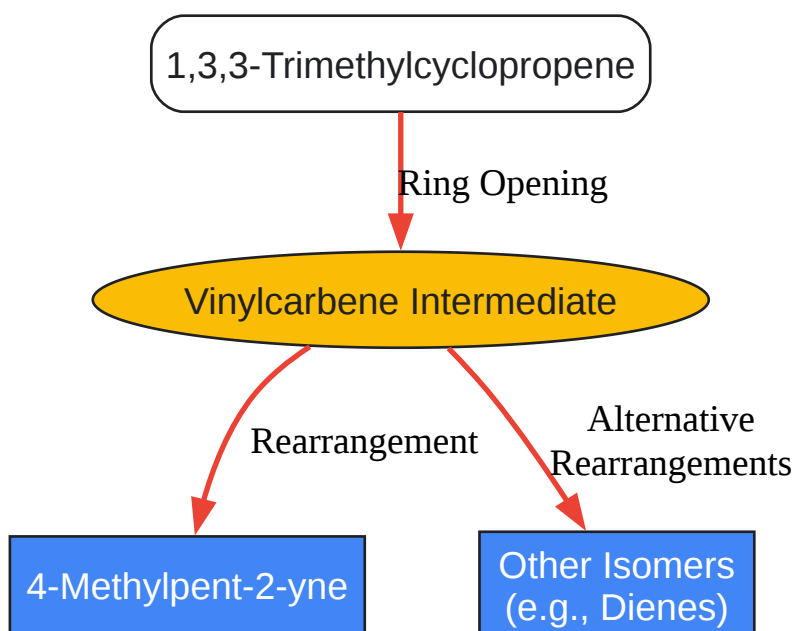 1,3,3-Trimethylcyclopropene
Ring Opening
Vinylcarbene Intermediate
Rearrangement
Alternative
Rearrangements
4-Methylpent-2-yne
Other Isomers
(e.g., Dienes)